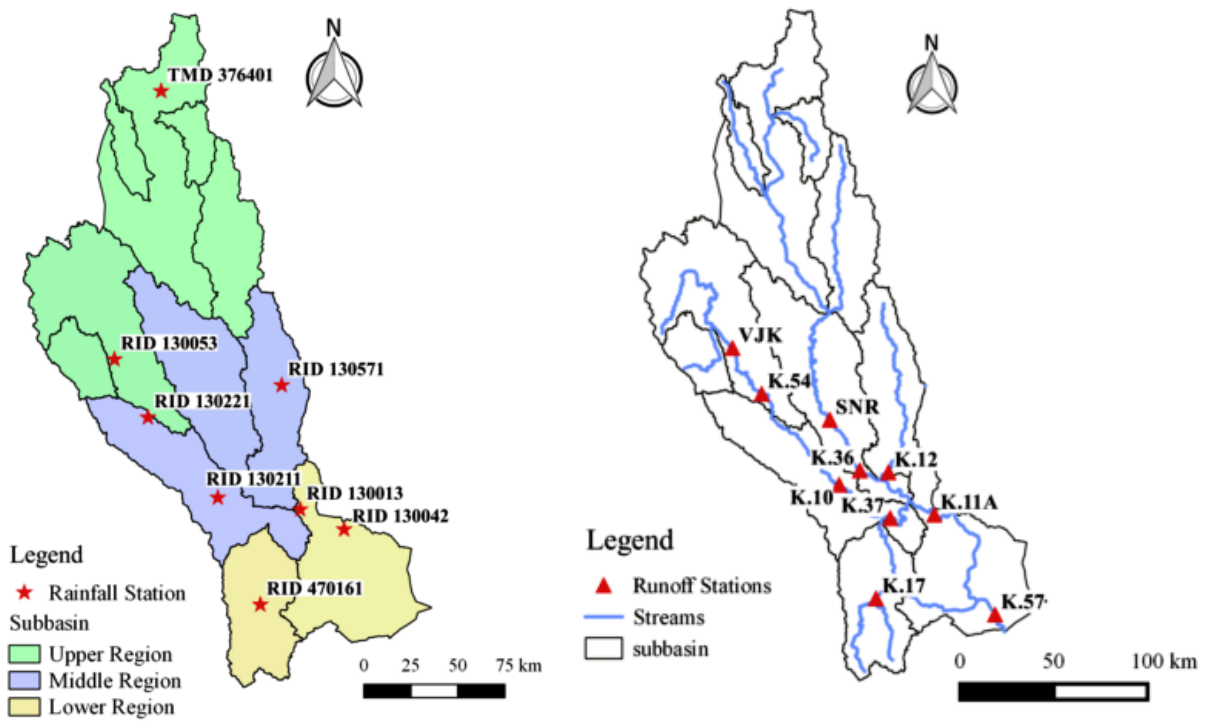 N
TMD 376401
RID 130053
RID 130571
RID 130221
RID 130211
RID 130013
RID 130042
RID 470161
Legend
Rainfall Station
Subbasin
Upper Region
Middle Region
Lower Region
0 25 50 75 km
N
VJK
K.54
SNR
K.36
K.12
K.10
K.37
K.11A
K.17
K.57
Legend
Runoff Stations
Streams
subbasin
0 50 100 km